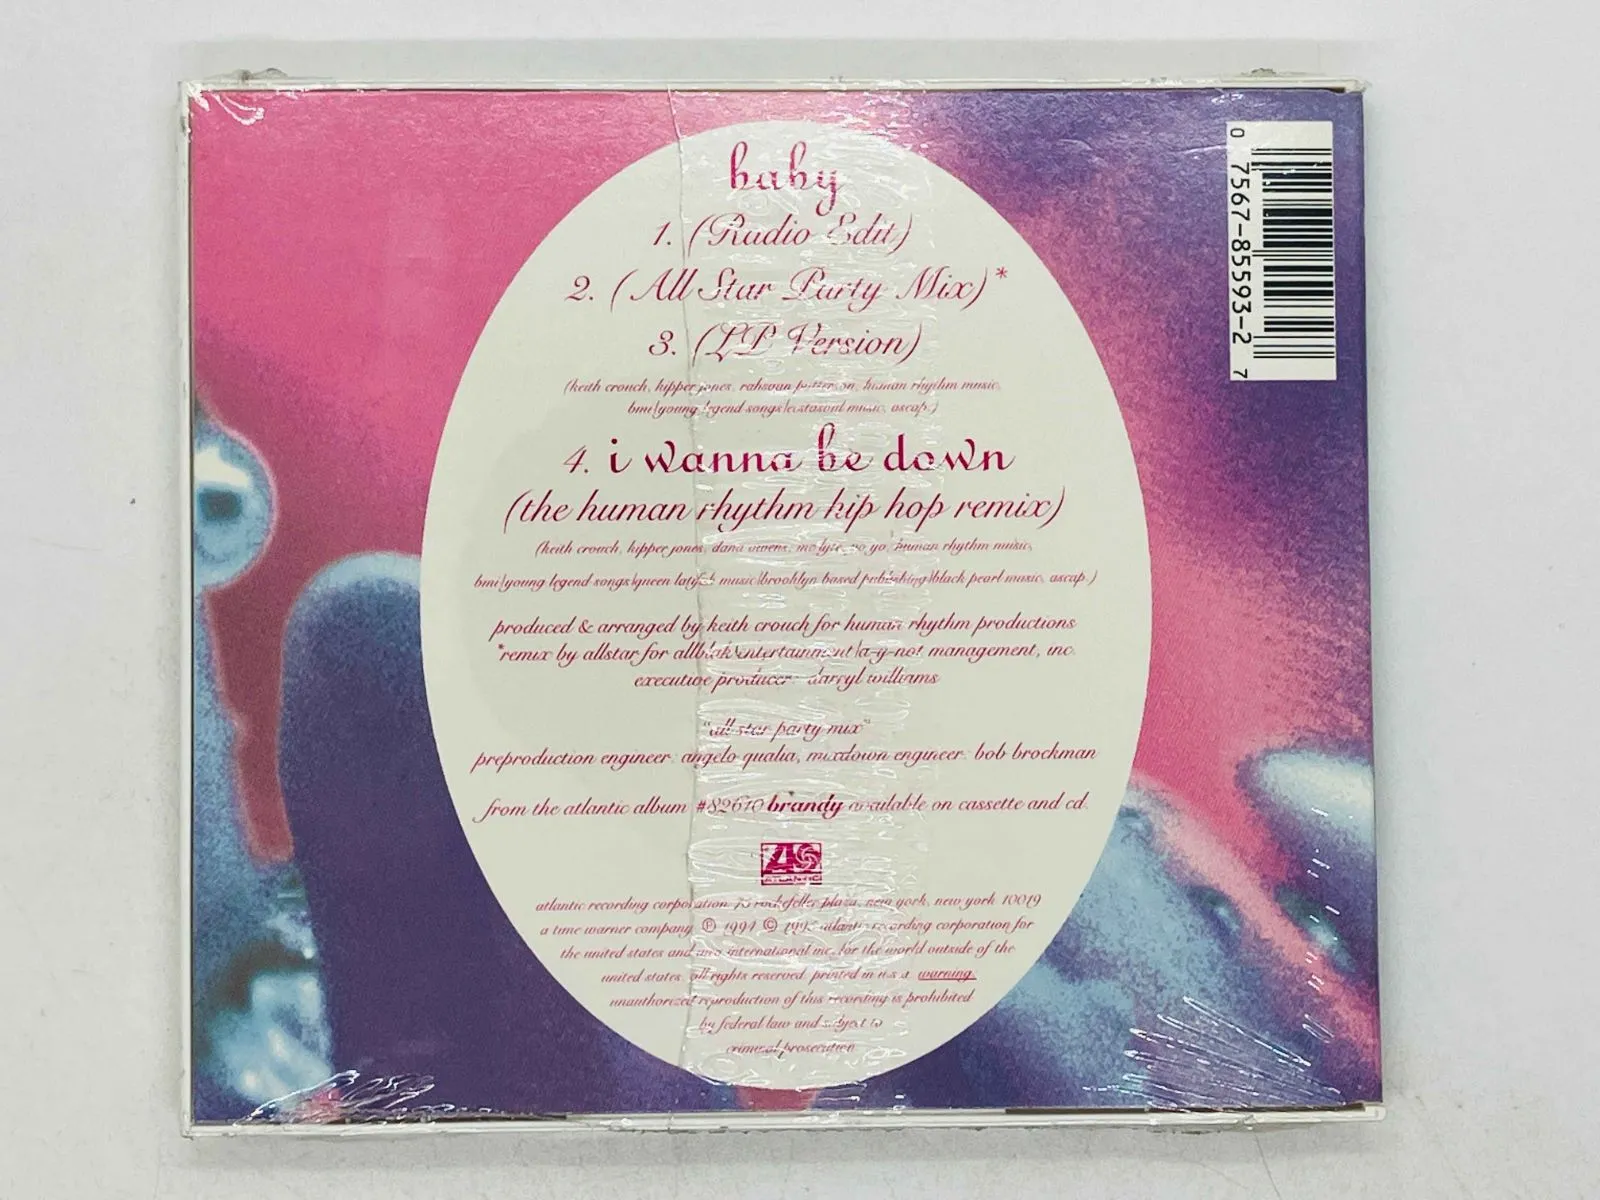 baby
1. (Radio Edit)
2. (All Star Party Mix)*
3. (LP Version)
(keith crouch, kipper jones, rahsaan patterson, human rhythm music,
bmi\young legend songs\ecstasoul music, ascap.)
4. i wanna be down
(the human rhythm hip hop remix)
(keith crouch, kipper jones, dana owens, mc lyte, yo yo, human rhythm music,
bmi\young legend songs\queen latifah music\brooklyn based publishing\black pearl music, ascap.)
produced & arranged by keith crouch for human rhythm productions
*remix by allstar for allblak entertainment\a-y-not management, inc.
executive producer: darryl williams
"all star party mix"
preproduction engineer: angelo qualia, mixdown engineer: bob brockman
from the atlantic album #82610 brandy available on cassette and cd.
ATLANTIC
atlantic recording corporation, 75 rockefeller plaza, new york, new york 10019
a time warner company. ℗ 1994 © atlantic recording corporation for
the united states and wea international inc. for the world outside of the
united states. all rights reserved. printed in u.s.a. warning:
unauthorized reproduction of this recording is prohibited
by federal law and subject to
criminal prosecution.
0 7567-85593-2 7